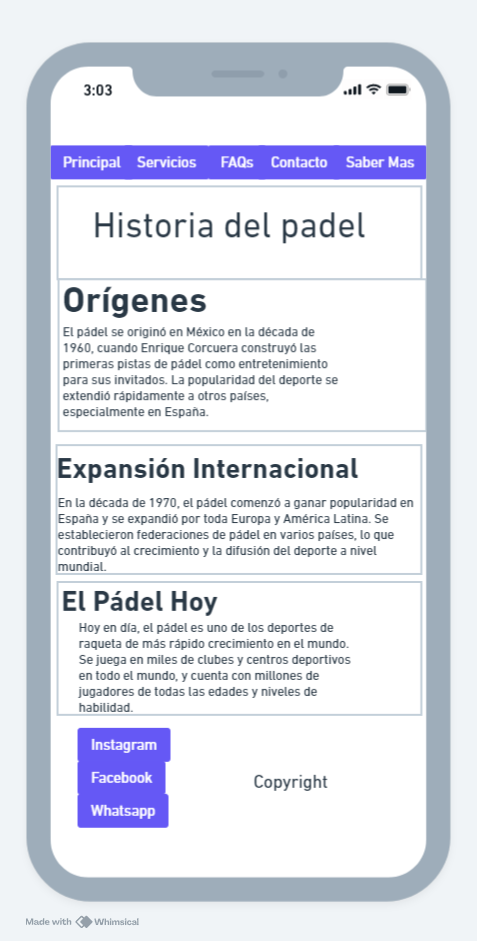 3:03
Principal Servicios FAQs Contacto Saber Mas
Historia del padel
Orígenes
El pádel se originó en México en la década de
1960, cuando Enrique Corcuera construyó las
primeras pistas de pádel como entretenimiento
para sus invitados. La popularidad del deporte se
extendió rápidamente a otros países,
especialmente en España.
Expansión Internacional
En la década de 1970, el pádel comenzó a ganar popularidad en
España y se expandió por toda Europa y América Latina. Se
establecieron federaciones de pádel en varios países, lo que
contribuyó al crecimiento y la difusión del deporte a nivel
mundial.
El Pádel Hoy
Hoy en día, el pádel es uno de los deportes de
raqueta de más rápido crecimiento en el mundo.
Se juega en miles de clubes y centros deportivos
en todo el mundo, y cuenta con millones de
jugadores de todas las edades y niveles de
habilidad.
Instagram
Facebook
Whatsapp
Copyright
Made with Whimsical